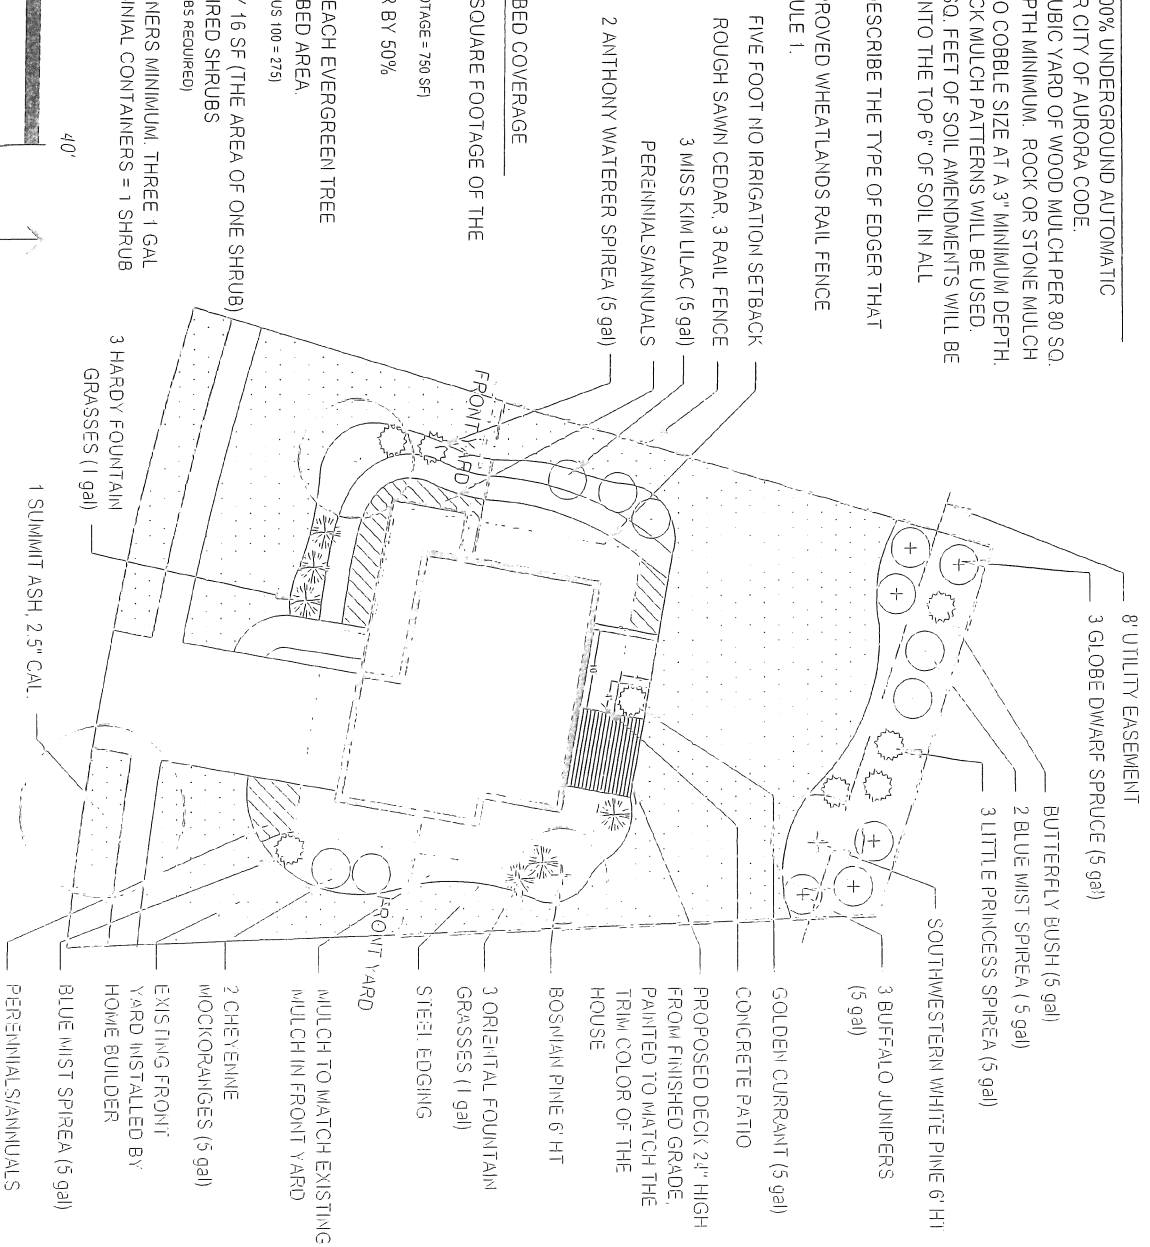 00% UNDERGROUND AUTOMATIC
R CITY OF AURORA CODE.
UBIC YARD OF WOOD MULCH PER 80 SQ.
PTH MINIMUM. ROCK OR STONE MULCH
O COBBLE SIZE AT A 3" MINIMUM DEPTH.
CK MULCH PATTERNS WILL BE USED.
SQ. FEET OF SOIL AMENDMENTS WILL BE
INTO THE TOP 6" OF SOIL IN ALL
DESCRIBE THE TYPE OF EDGER THAT
PROVED WHEATLANDS RAIL FENCE
ULE 1.
FIVE FOOT NO IRRIGATION SETBACK
ROUGH SAWN CEDAR, 3 RAIL FENCE
3 MISS KIM LILAC (5 gal)
PERENNIALS/ANNUALS
2 ANTHONY WATERER SPIREA (5 gal)
BED COVERAGE
SQUARE FOOTAGE OF THE
OTAGE = 750 SF)
R BY 50%
EACH EVERGREEN TREE
BED AREA.
US 100 = 275)
/ 16 SF (THE AREA OF ONE SHRUB)
IRED SHRUBS
BS REQUIRED)
NERS MINIMUM. THREE 1 GAL
NNIAL CONTAINERS = 1 SHRUB
40'
3 HARDY FOUNTAIN
GRASSES (1 gal)
1 SUMMIT ASH, 2.5" CAL.
FRONT YARD
10
FRONT YARD
8' UTILITY EASEMENT
3 GLOBE DWARF SPRUCE (5 gal)
BUTTERFLY BUSH (5 gal)
2 BLUE MIST SPIREA ( 5 gal)
3 LITTLE PRINCESS SPIREA (5 gal)
SOUTHWESTERN WHITE PINE 6' HT
3 BUFFALO JUNIPERS
(5 gal)
GOLDEN CURRANT (5 gal)
CONCRETE PATIO
PROPOSED DECK 24" HIGH
FROM FINISHED GRADE,
PAINTED TO MATCH THE
TRIM COLOR OF THE
HOUSE
BOSNIAN PINE 6' HT
3 ORIENTAL FOUNTAIN
GRASSES (1 gal)
STEEL EDGING
MULCH TO MATCH EXISTING
MULCH IN FRONT YARD
2 CHEYENNE
MOCKORANGES (5 gal)
EXISTING FRONT
YARD INSTALLED BY
HOME BUILDER
BLUE MIST SPIREA (5 gal)
PERENNIALS/ANNUALS